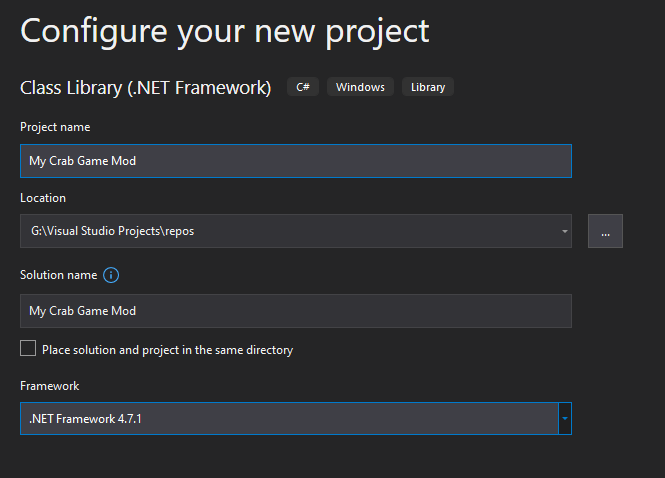 Configure your new project
Class Library (.NET Framework) C# Windows Library
Project name
My Crab Game Mod
Location
G:\Visual Studio Projects\repos
...
Solution name
My Crab Game Mod
Place solution and project in the same directory
Framework
.NET Framework 4.7.1